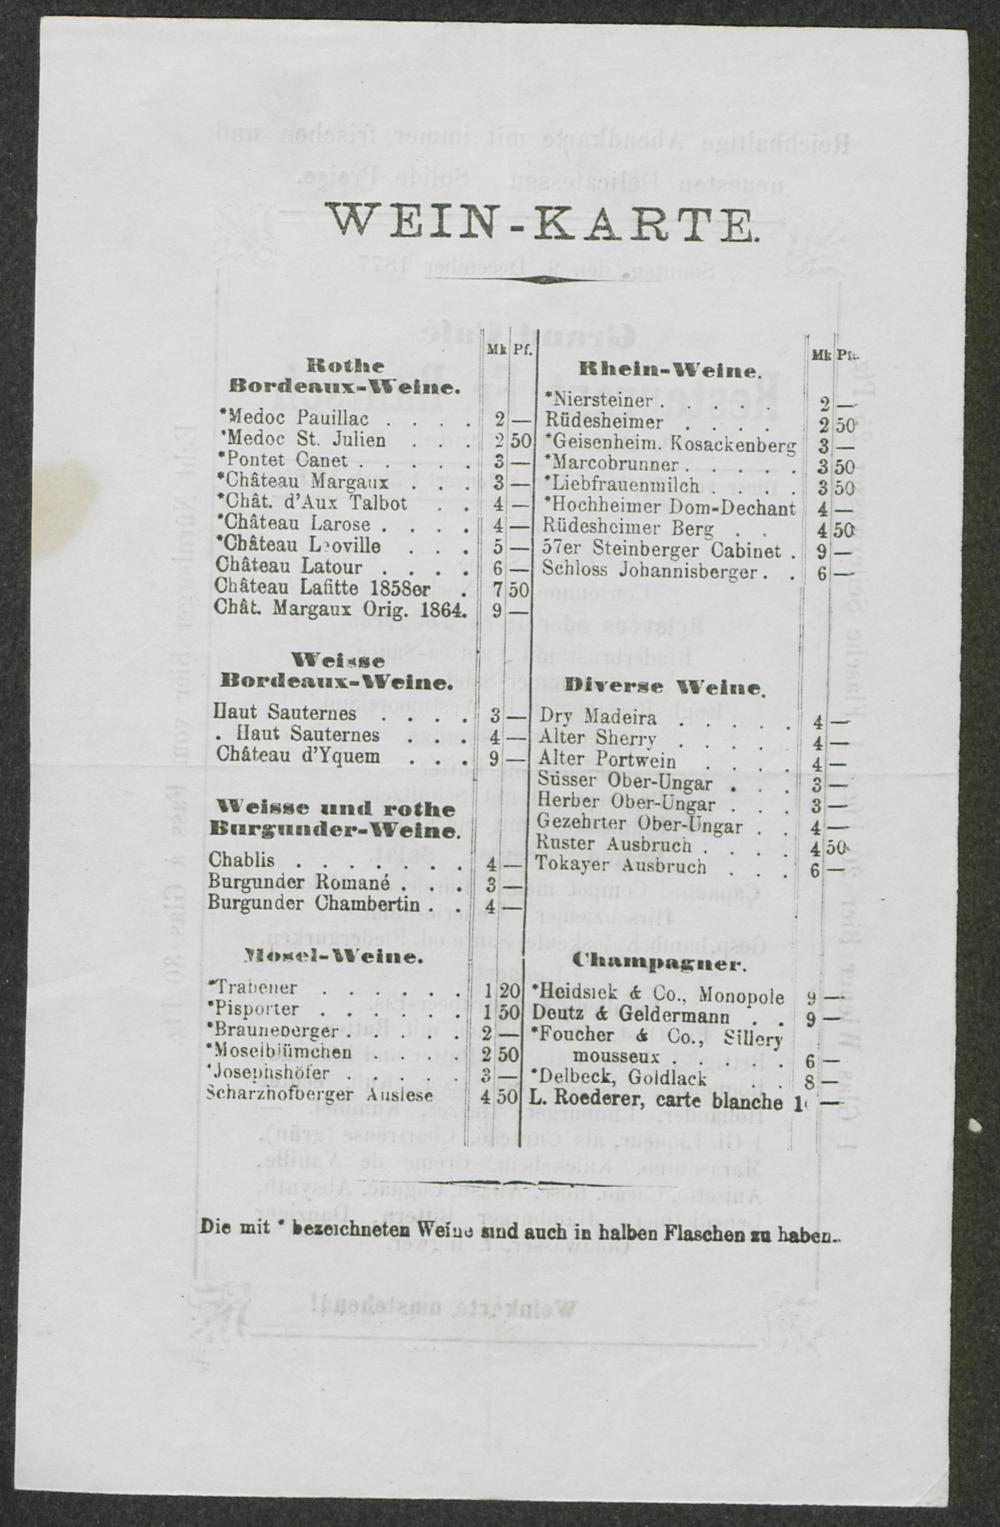 WEIN-KARTE.
Mk Pf.
Rothe
Bordeaux-Weine.
*Medoc Pauillac . . . . 2 —
*Medoc St. Julien . . . 2 50
*Pontet Canet . . . . . 3 —
*Château Margaux . . . 3 —
*Chât. d'Aux Talbot . . 4 —
*Château Larose . . . . 4 —
*Château Leoville . . . 5 —
Château Latour . . . . 6 —
Château Lafitte 1858er . 7 50
Chât. Margaux Orig. 1864. 9 —
Weisse
Bordeaux-Weine.
Haut Sauternes . . . . 3 —
. Haut Sauternes . . . 4 —
Château d'Yquem . . . 9 —
Weisse und rothe
Burgunder-Weine.
Chablis . . . . . . . 4 —
Burgunder Romané . . . 3 —
Burgunder Chambertin . . 4 —
Mosel-Weine.
*Trabener . . . . . . 1 20
*Pisporter . . . . . . 1 50
*Brauneberger . . . . . 2 —
*Moselblümchen . . . . 2 50
*Josephshöfer . . . . . 3 —
Scharzhofberger Auslese 4 50
Mk Pf.
Rhein-Weine.
*Niersteiner . . . . . . 2 —
Rüdesheimer . . . . 2 50
*Geisenheim. Kosackenberg 3 —
*Marcobrunner . . . . . 3 50
*Liebfrauenmilch . . . . 3 50
*Hochheimer Dom-Dechant 4 —
Rüdesheimer Berg . . 4 50
57er Steinberger Cabinet . 9 —
Schloss Johannisberger . . 6 —
Diverse Weine.
Dry Madeira . . . . . 4 —
Alter Sherry . . . . 4 —
Alter Portwein . . . . 4 —
Süsser Ober-Ungar . . . 3 —
Herber Ober-Ungar . . . 3 —
Gezehrter Ober-Ungar . . 4 —
Ruster Ausbruch . . . . 4 50
Tokayer Ausbruch . . . 6 —
Champagner.
*Heidsiek & Co., Monopole 9 —
Deutz & Geldermann . . 9 —
*Foucher & Co., Sillery
mousseux . . . . . 6 —
*Delbeck, Goldlack . . 8 —
L. Roederer, carte blanche —
Die mit * bezeichneten Weine sind auch in halben Flaschen zu haben.